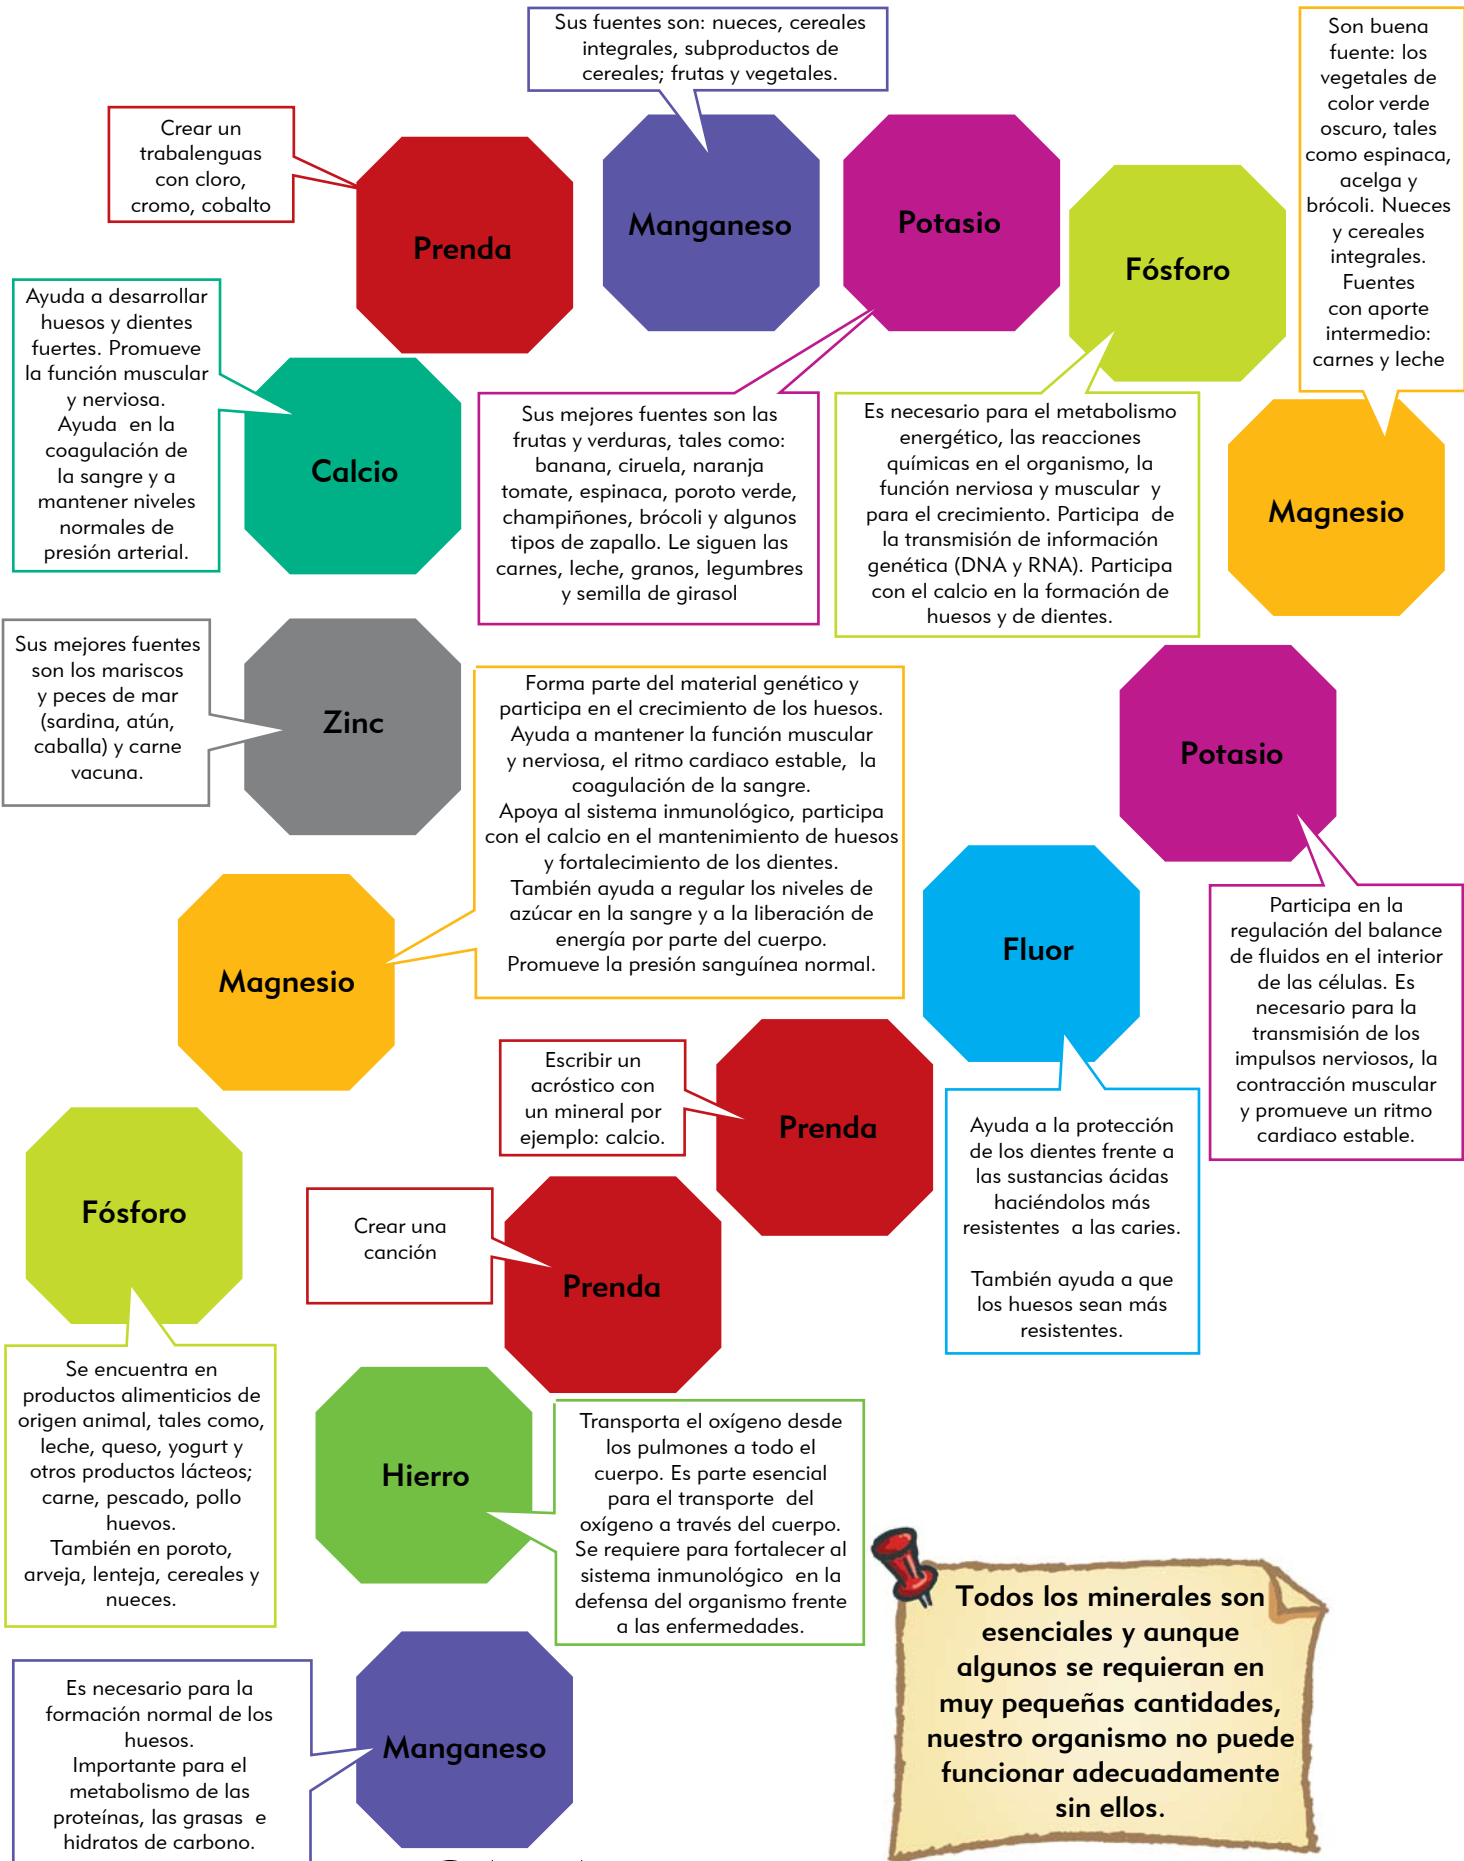 Sus fuentes son: nueces, cereales
integrales, subproductos de
cereales; frutas y vegetales.
Son buena
fuente: los
vegetales de
color verde
oscuro, tales
como espinaca,
acelga y
brócoli. Nueces
y cereales
integrales.
Fuentes
con aporte
intermedio:
carnes y leche
Crear un
trabalenguas
con cloro,
cromo, cobalto
Prenda
Manganeso
Potasio
Fósforo
Ayuda a desarrollar
huesos y dientes
fuertes. Promueve
la función muscular
y nerviosa.
Ayuda en la
coagulación de
la sangre y a
mantener niveles
normales de
presión arterial.
Calcio
Sus mejores fuentes son las
frutas y verduras, tales como:
banana, ciruela, naranja
tomate, espinaca, poroto verde,
champiñones, brócoli y algunos
tipos de zapallo. Le siguen las
carnes, leche, granos, legumbres
y semilla de girasol
Es necesario para el metabolismo
energético, las reacciones
químicas en el organismo, la
función nerviosa y muscular y
para el crecimiento. Participa de
la transmisión de información
genética (DNA y RNA). Participa
con el calcio en la formación de
huesos y de dientes.
Magnesio
Sus mejores fuentes
son los mariscos
y peces de mar
(sardina, atún,
caballa) y carne
vacuna.
Zinc
Forma parte del material genético y
participa en el crecimiento de los huesos.
Ayuda a mantener la función muscular
y nerviosa, el ritmo cardiaco estable, la
coagulación de la sangre.
Apoya al sistema inmunológico, participa
con el calcio en el mantenimiento de huesos
y fortalecimiento de los dientes.
También ayuda a regular los niveles de
azúcar en la sangre y a la liberación de
energía por parte del cuerpo.
Promueve la presión sanguínea normal.
Potasio
Magnesio
Fluor
Participa en la
regulación del balance
de fluidos en el interior
de las células. Es
necesario para la
transmisión de los
impulsos nerviosos, la
contracción muscular
y promueve un ritmo
cardiaco estable.
Escribir un
acróstico con
un mineral por
ejemplo: calcio.
Prenda
Ayuda a la protección
de los dientes frente a
las sustancias ácidas
haciéndolos más
resistentes a las caries.
También ayuda a que
los huesos sean más
resistentes.
Fósforo
Crear una
canción
Prenda
Se encuentra en
productos alimenticios de
origen animal, tales como,
leche, queso, yogurt y
otros productos lácteos;
carne, pescado, pollo
huevos.
También en poroto,
arveja, lenteja, cereales y
nueces.
Hierro
Transporta el oxígeno desde
los pulmones a todo el
cuerpo. Es parte esencial
para el transporte del
oxígeno a través del cuerpo.
Se requiere para fortalecer al
sistema inmunológico en la
defensa del organismo frente
a las enfermedades.
Todos los minerales son
esenciales y aunque
algunos se requieran en
muy pequeñas cantidades,
nuestro organismo no puede
funcionar adecuadamente
sin ellos.
Es necesario para la
formación normal de los
huesos.
Importante para el
metabolismo de las
proteínas, las grasas e
hidratos de carbono.
Manganeso